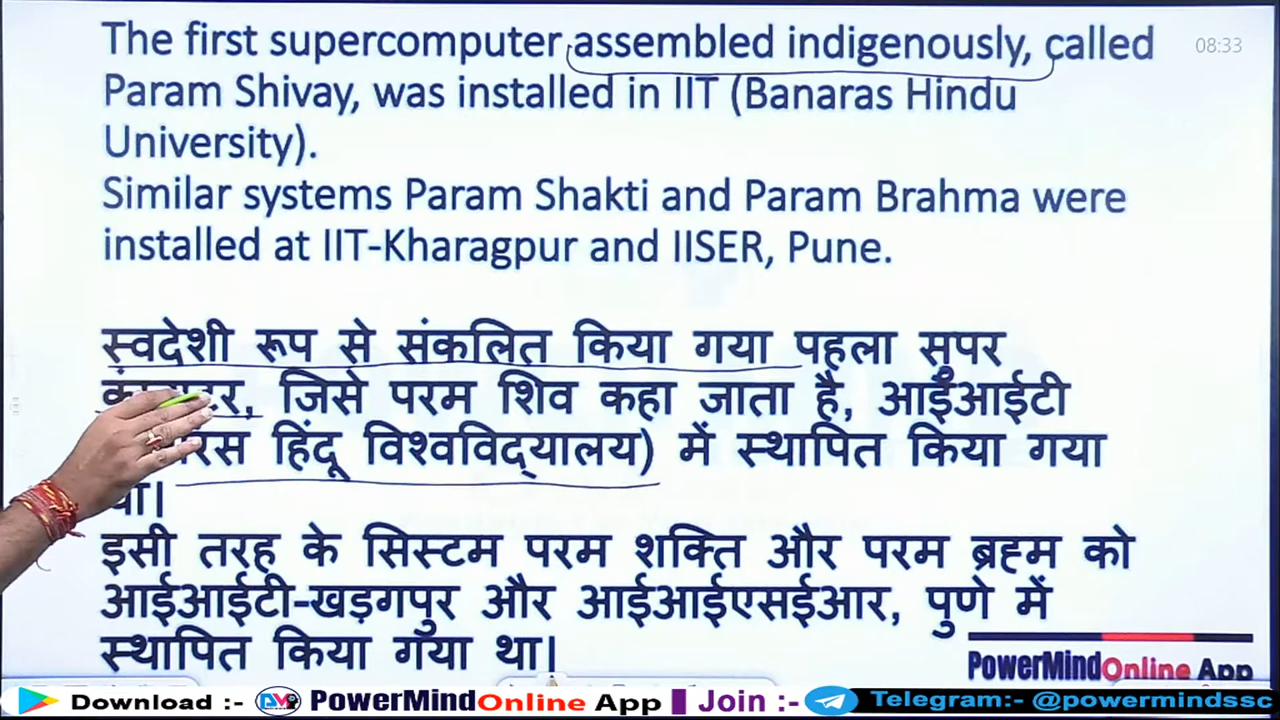 The first supercomputer assembled indigenously, called
08:33
Param Shivay, was installed in IIT (Banaras Hindu
University).
Similar systems Param Shakti and Param Brahma were
installed at IIT-Kharagpur and IISER, Pune.
स्वदेशी रूप से संकलित किया गया पहला सुपर
जिसे परम शिव कहा जाता है, आईआईटी
हिंदू विश्वविद्यालय) में स्थापित किया गया
था।
इसी तरह के सिस्टम परम शक्ति और परम ब्रह्म को
आईआईटी-खड़गपुर और आईआईएसईआर, पुणे में
स्थापित किया गया था।
PowerMindOnline App
Download :- PowerMindOnline App Join :- Telegram:- @powermindssc